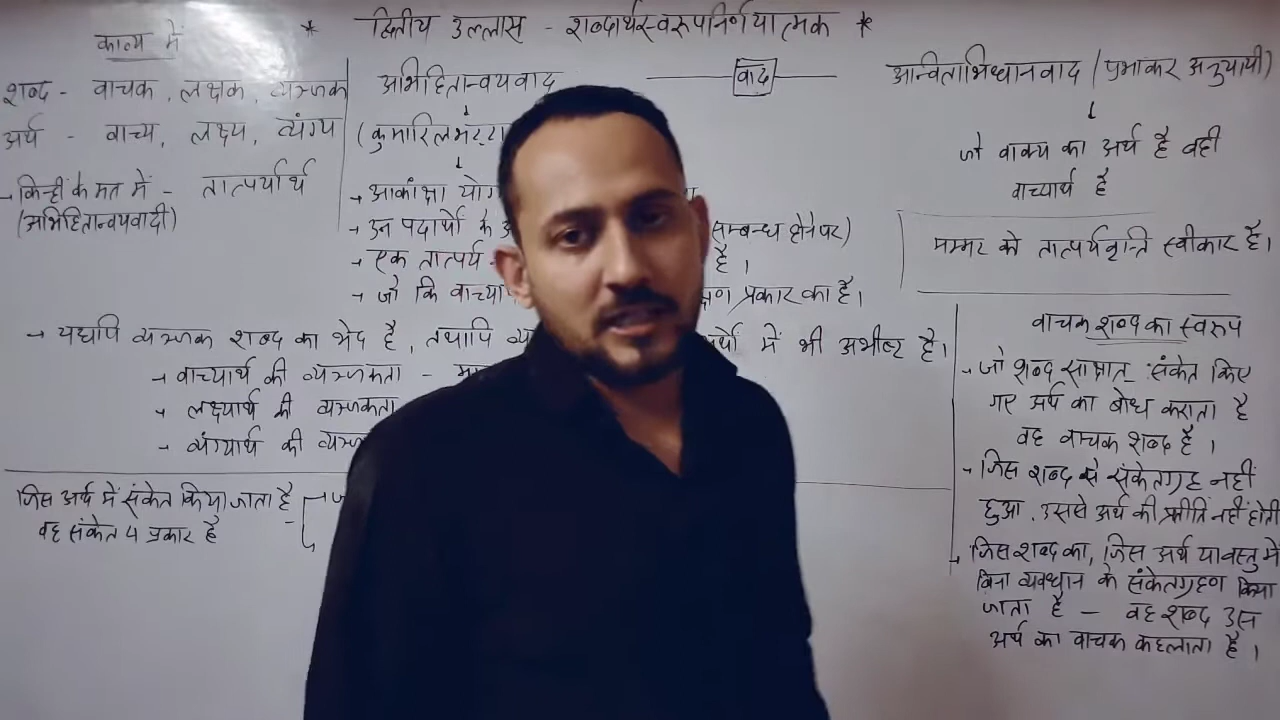 * द्वितीय उल्लास - शब्दार्थस्वरूपनिर्णयात्मक *
काव्य में
शब्द - वाचक, लक्षक, व्यञ्जक
अर्थ - वाच्य, लक्ष्य, व्यंग्य
→ किन्हीं के मत में - तात्पर्यार्थ
(अभिहितान्वयवादी)
अभिहितान्वयवाद
(कुमारिलभट्ट
→ आकांक्षा
→ उन पदार्थो के
सम्बन्ध होने पर)
→ एक तात्पर्य -
है।
→ जो कि
प्रकार का है।
वाद
अन्विताभिधानवाद (प्रभाकर अनुयायी)
↓
जो वाक्य का अर्थ है वही
वाच्यार्थ है
मम्मट को तात्पर्यवृत्ति स्वीकार है।
→ यद्यपि व्यञ्जक शब्द का भेद है, तथापि
में भी अभीष्ट है।
→ वाच्यार्थ की व्यञ्जकता -
→ लक्ष्यार्थ की व्यञ्जकता
→ व्यंग्यार्थ की
जिस अर्थ में संकेत किया जाता है -
वह संकेत 4 प्रकार है
वाचक शब्द का स्वरूप
→ जो शब्द साक्षात् संकेत किए
गए अर्थ का बोध कराता है
वह वाचक शब्द है।
→ जिस शब्द से संकेतग्रह नहीं
हुआ, उससे अर्थ की प्रतीति नहीं होती
→ जिस शब्द का, जिस अर्थ या वस्तु में
बिना व्यवधान के संकेतग्रहण किया
जाता है - वह शब्द उस
अर्थ का वाचक कहलाता है।